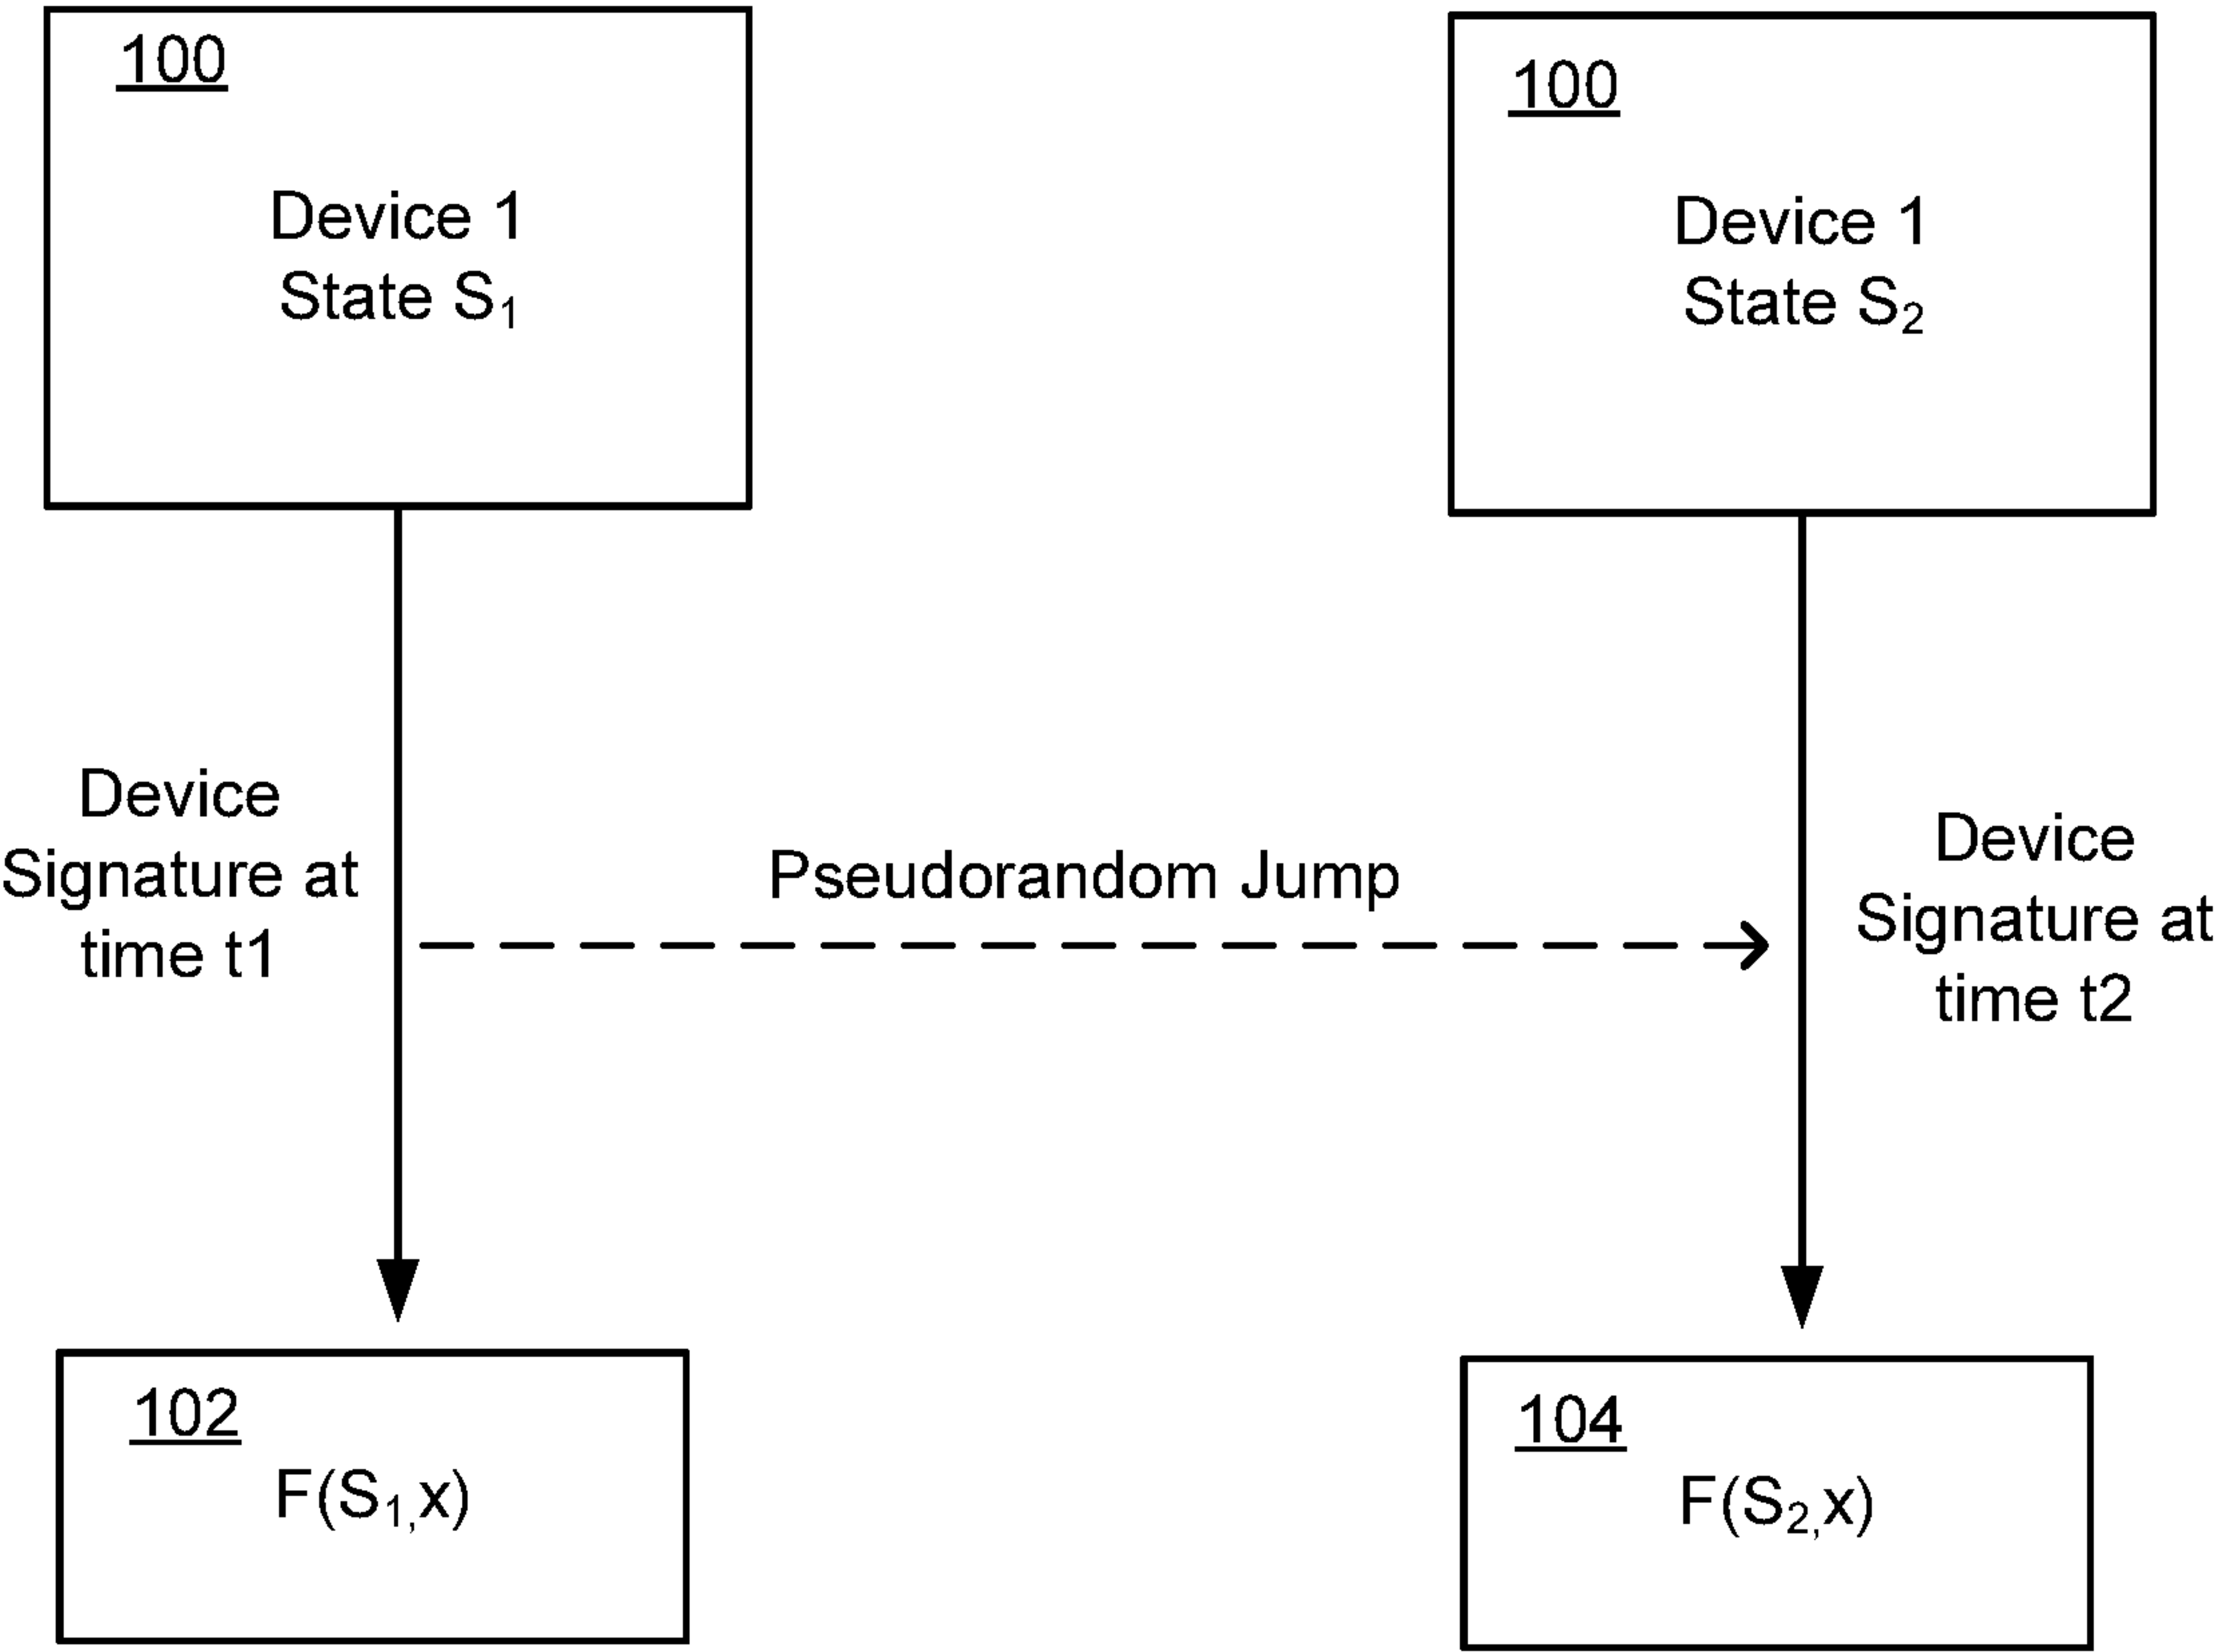 100
Device 1
State S₁
100
Device 1
State S₂
Device
Signature at
time t1
Pseudorandom Jump
Device
Signature at
time t2
102
F(S₁,x)
104
F(S₂,x)